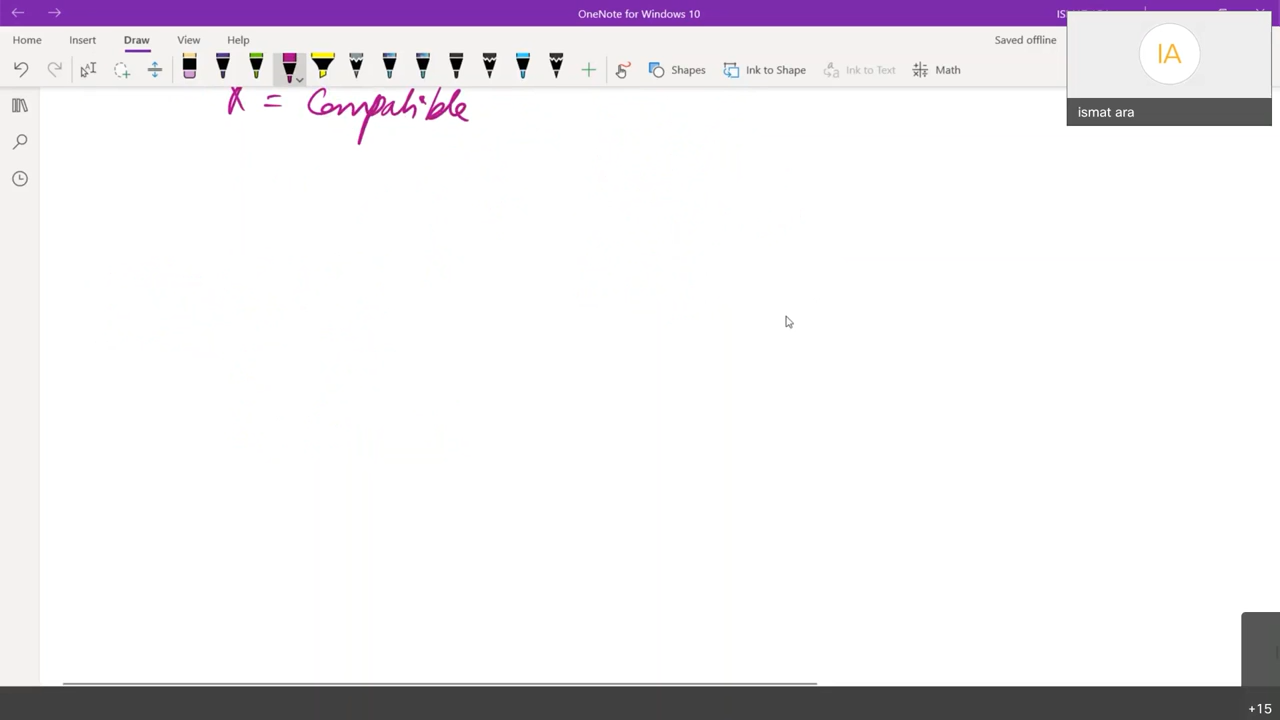 OneNote for Windows 10
Home Insert Draw View Help Saved offline
IA
Shapes Ink to Shape Ink to Text Math
ismat ara
= Compatible
+15